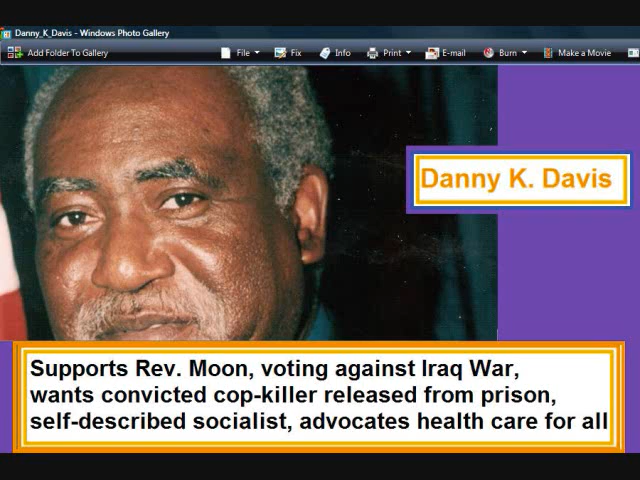 Danny_K_Davis - Windows Photo Gallery
Add Folder To Gallery File Fix Info Print E-mail Burn Make a Movie
Danny K. Davis
Supports Rev. Moon, voting against Iraq War,
wants convicted cop-killer released from prison,
self-described socialist, advocates health care for all